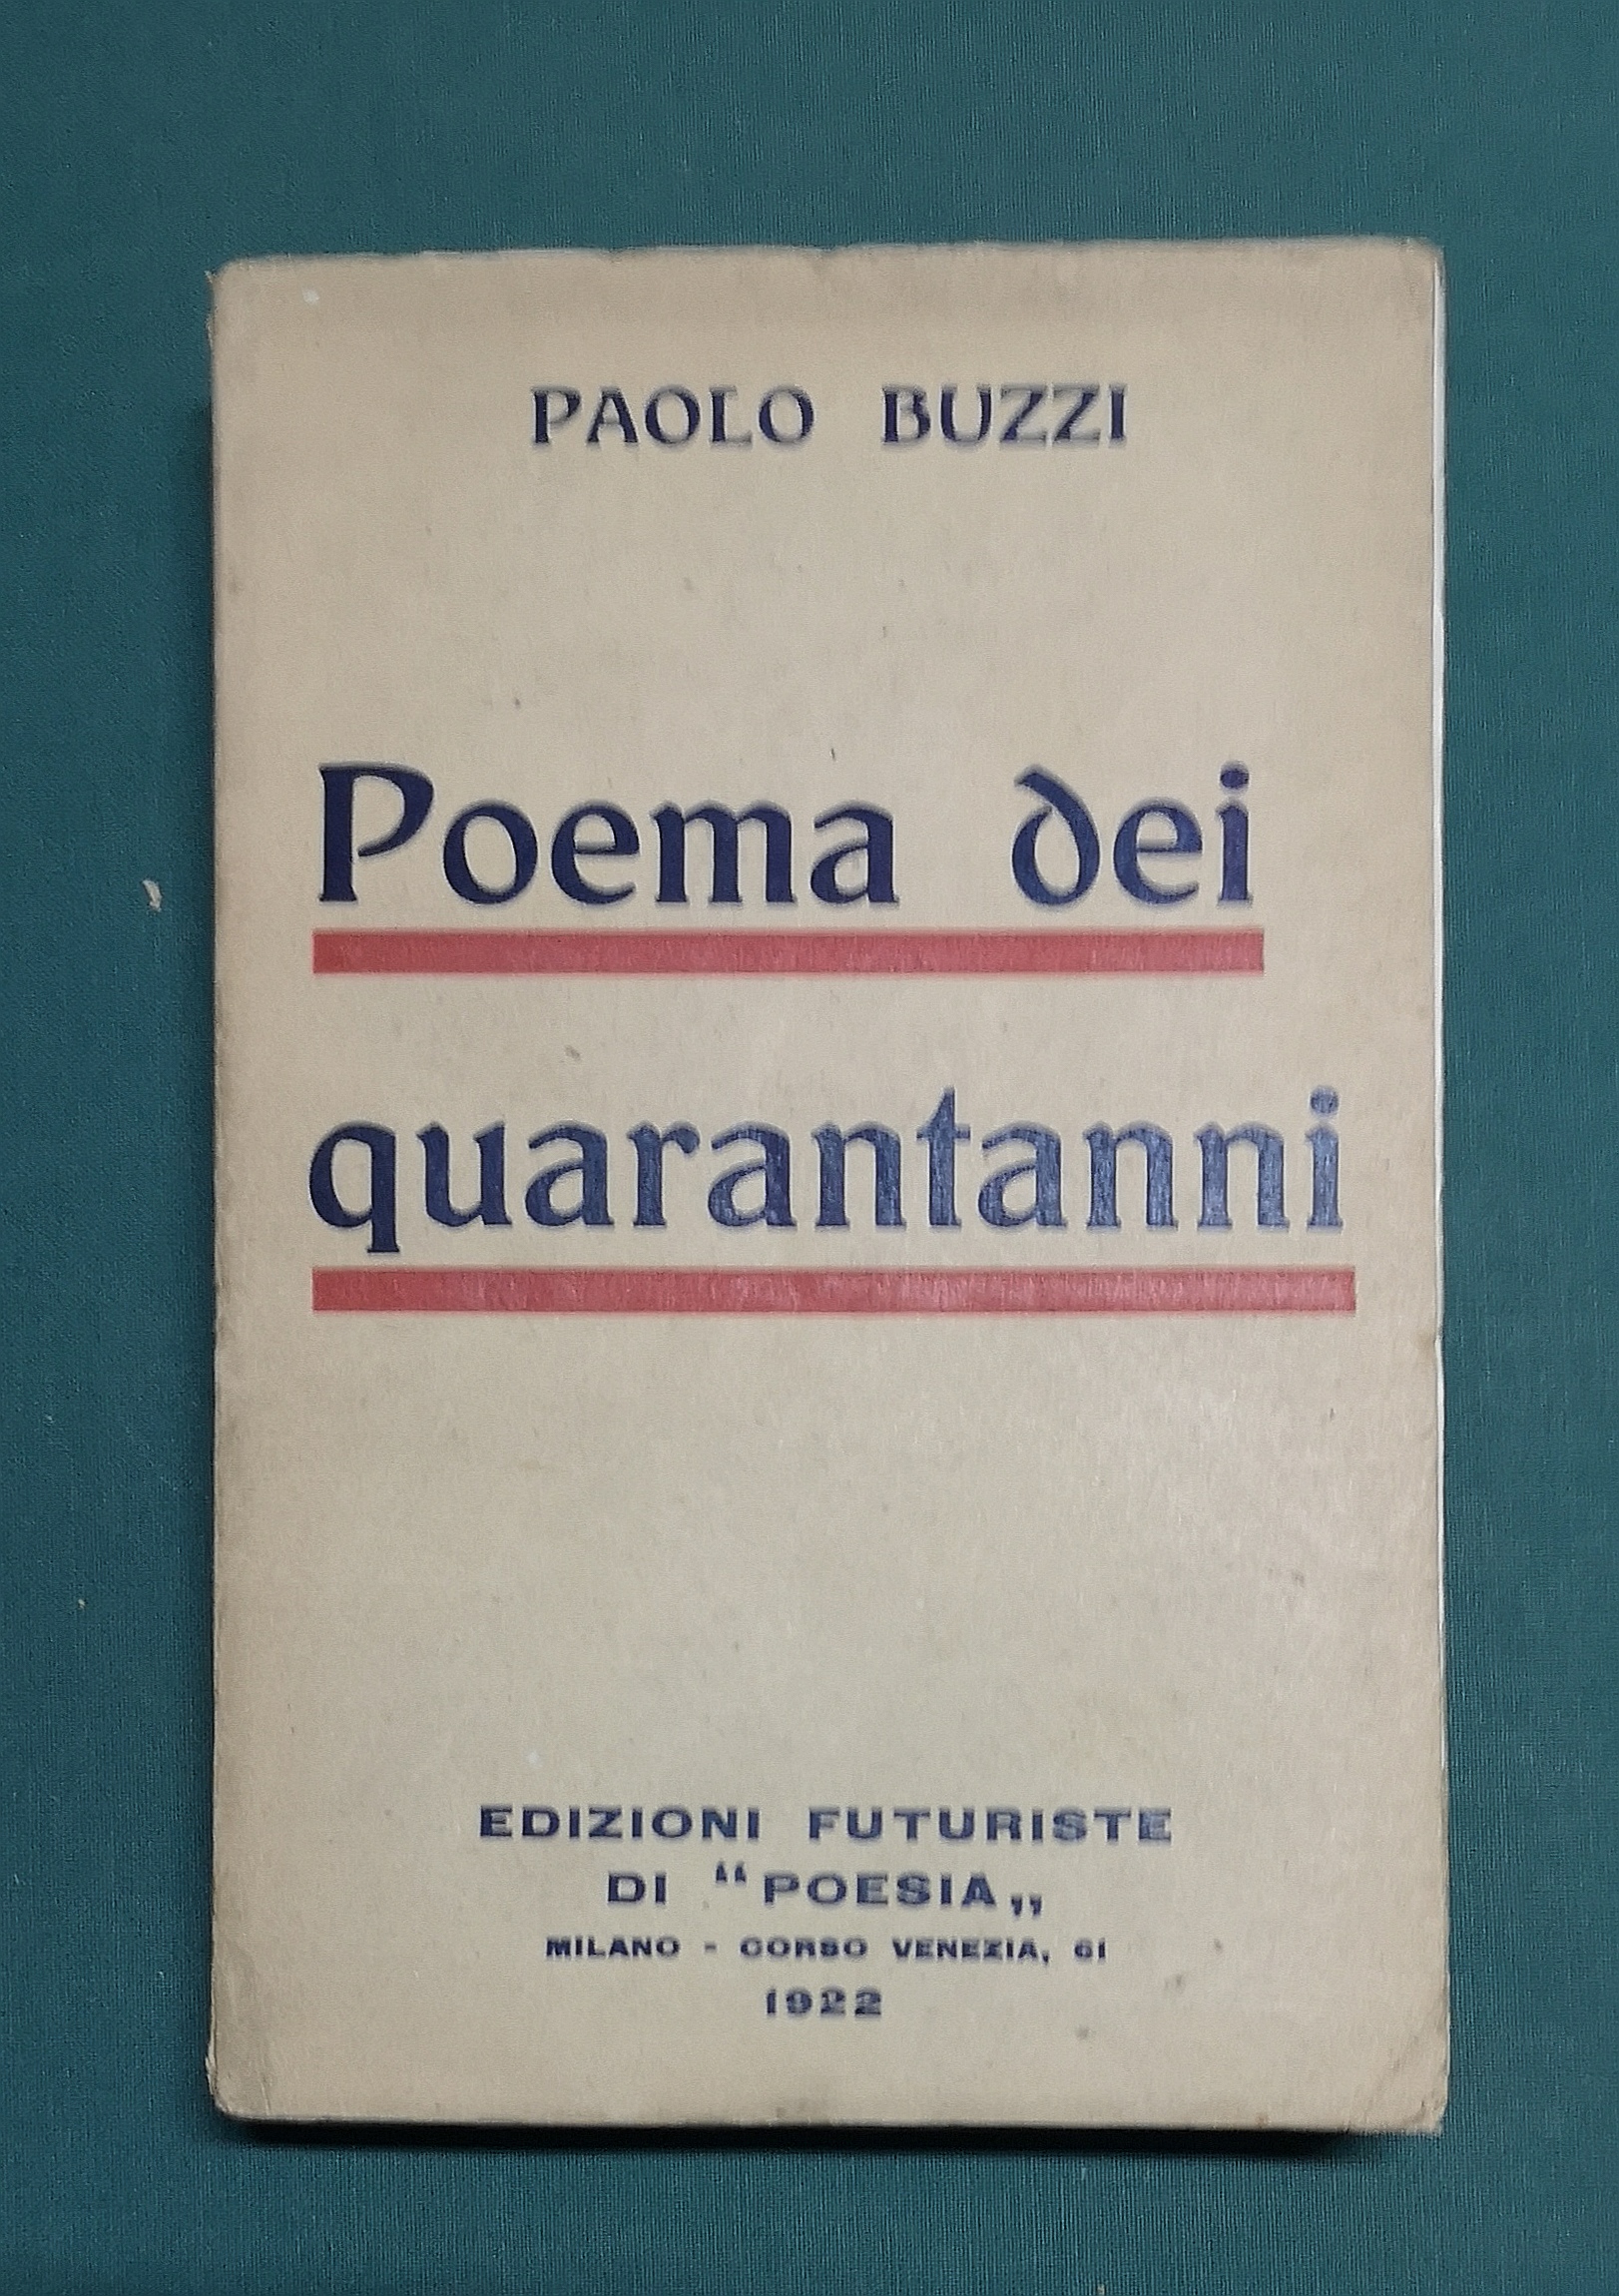 PAOLO BUZZI
Poema dei
quarantanni
EDIZIONI FUTURISTE
DI “POESIA„
MILANO - CORSO VENEZIA, 61
1922